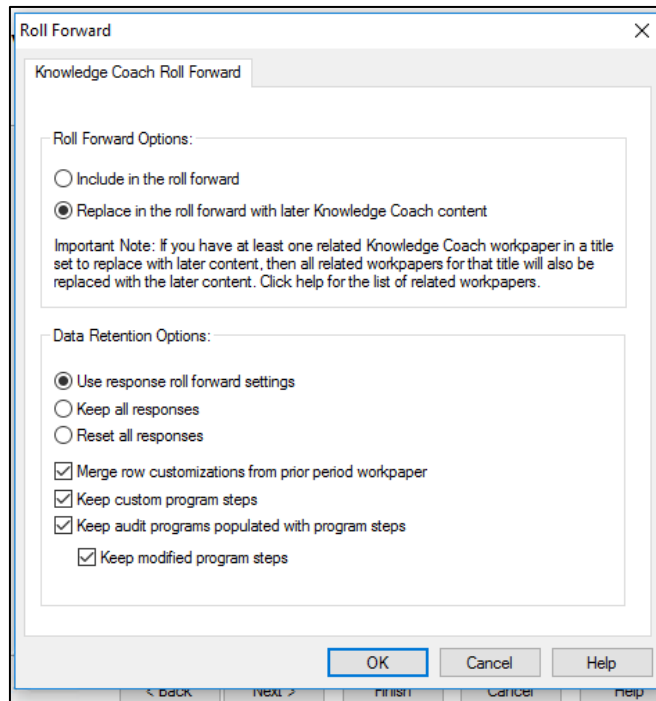 Roll Forward
Knowledge Coach Roll Forward
Roll Forward Options:
Include in the roll forward
Replace in the roll forward with later Knowledge Coach content
Important Note: If you have at least one related Knowledge Coach workpaper in a title
set to replace with later content, then all related workpapers for that title will also be
replaced with the later content. Click help for the list of related workpapers.
Data Retention Options:
Use response roll forward settings
Keep all responses
Reset all responses
Merge row customizations from prior period workpaper
Keep custom program steps
Keep audit programs populated with program steps
Keep modified program steps
OK Cancel Help
< Back Next > Finish Cancel Help